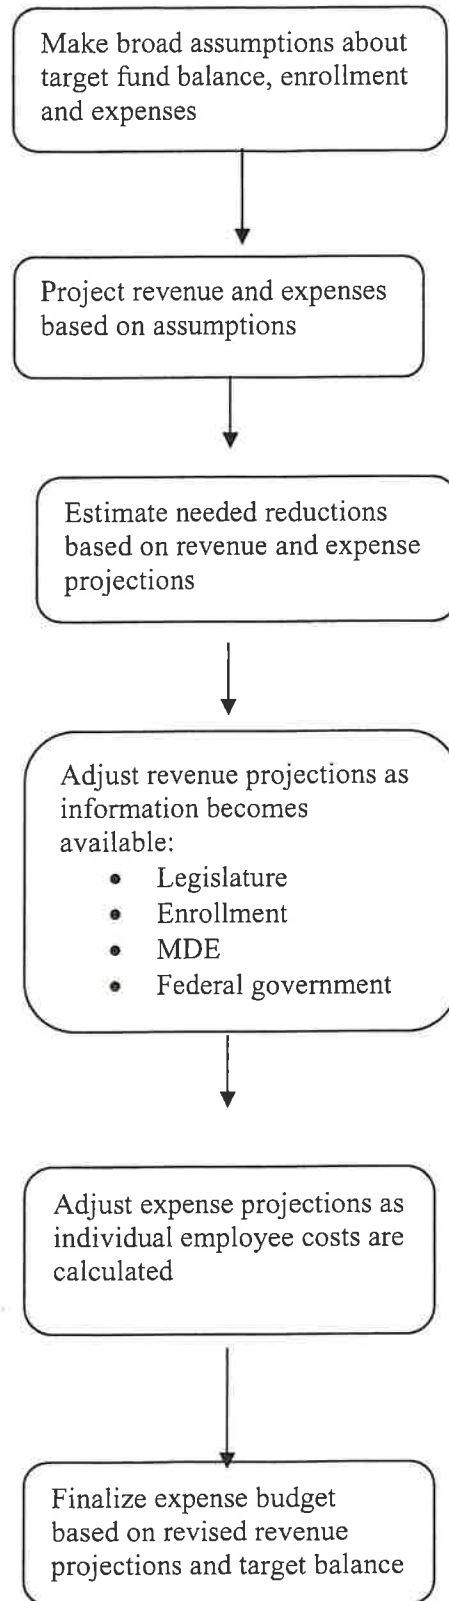 Make broad assumptions about
target fund balance, enrollment
and expenses
Project revenue and expenses
based on assumptions
Estimate needed reductions
based on revenue and expense
projections
Adjust revenue projections as
information becomes
available:
• Legislature
• Enrollment
• MDE
• Federal government
Adjust expense projections as
individual employee costs are
calculated
Finalize expense budget
based on revised revenue
projections and target balance